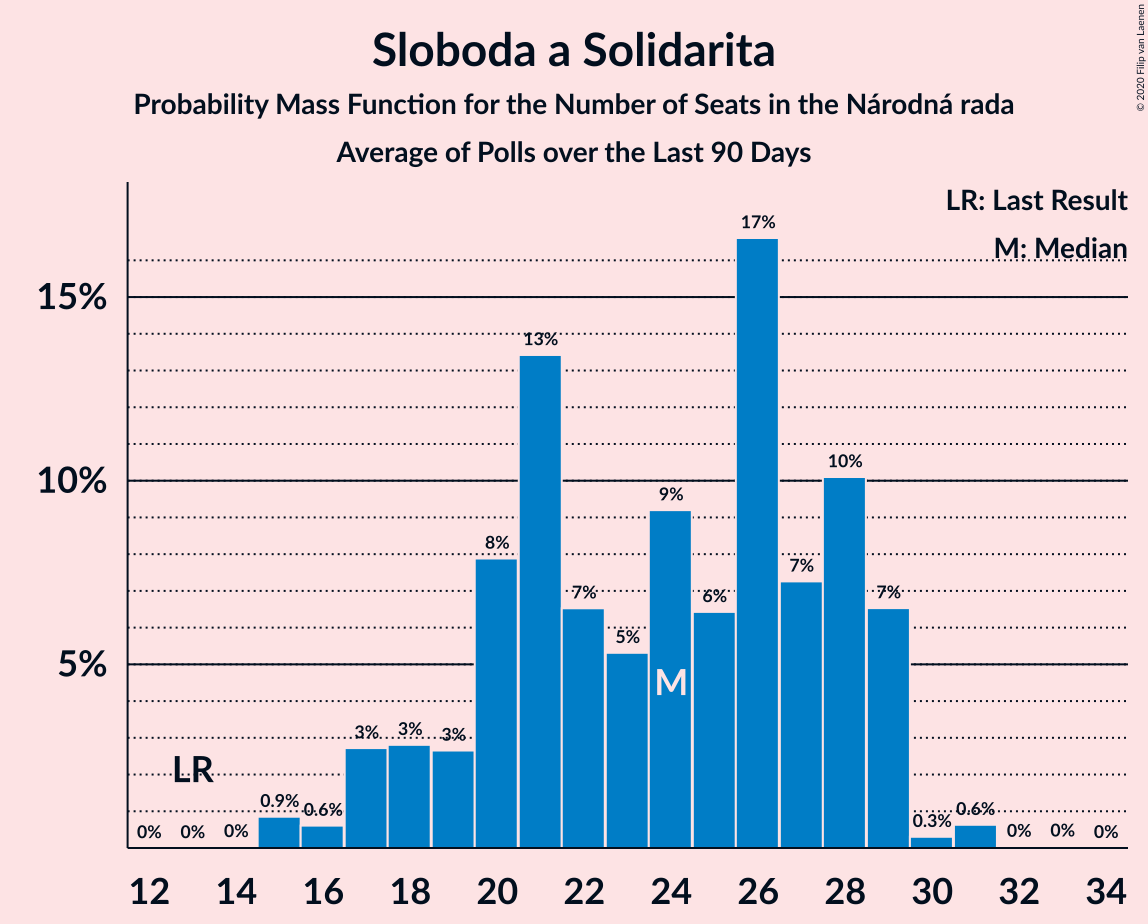 Sloboda a Solidarita
Probability Mass Function for the Number of Seats in the Národná rada
Average of Polls over the Last 90 Days
© 2020 Filip van Laenen
LR: Last Result
M: Median
15%
10%
5%
0%
0%
0%
0.9%
0.6%
3%
3%
3%
8%
13%
7%
5%
9%
6%
17%
7%
10%
7%
0.3%
0.6%
0%
0%
0%
LR
M
12 14 16 18 20 22 24 26 28 30 32 34